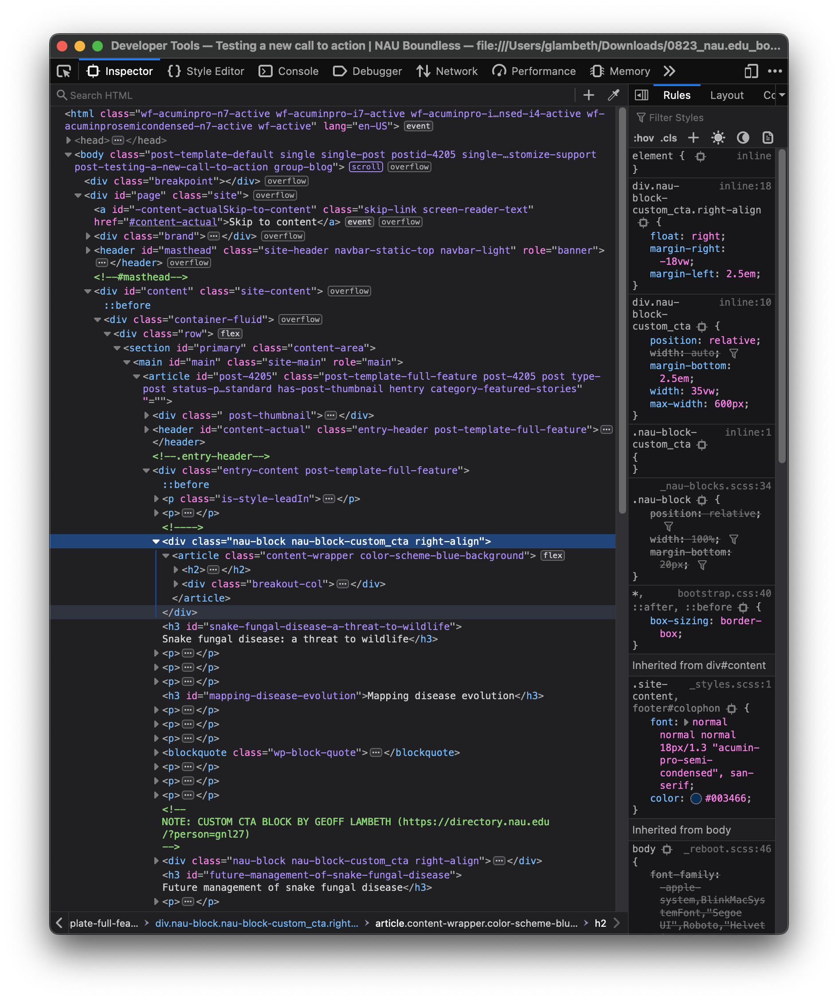 Developer Tools — Testing a new call to action | NAU Boundless — file:///Users/glambeth/Downloads/0823_nau.edu_bo...
Inspector
Style Editor
Console
Debugger
Network
Performance
Memory
Search HTML
<html class="wf-acuminpro-n7-active wf-acuminpro-i7-active wf-acuminpro-i…nsed-i4-active wf-
acuminprosemicondensed-n7-active wf-active" lang="en-US"> event
<head>···</head>
<body class="post-template-default single single-post postid-4205 single-…stomize-support
post-testing-a-new-call-to-action group-blog"> scroll overflow
<div class="breakpoint"></div> overflow
<div id="page" class="site"> overflow
<a id="-content-actualSkip-to-content" class="skip-link screen-reader-text"
href="#content-actual">Skip to content</a> event overflow
<div class="brand">···</div> overflow
<header id="masthead" class="site-header navbar-static-top navbar-light" role="banner">
···</header> overflow
<!--#masthead-->
<div id="content" class="site-content"> overflow
::before
<div class="container-fluid"> overflow
<div class="row"> flex
<section id="primary" class="content-area">
<main id="main" class="site-main" role="main">
<article id="post-4205" class="post-template-full-feature post-4205 post type-
post status-p…standard has-post-thumbnail hentry category-featured-stories"
"="">
<div class=" post-thumbnail">···</div>
<header id="content-actual" class="entry-header post-template-full-feature">···
</header>
<!--.entry-header-->
<div class="entry-content post-template-full-feature">
::before
<p class="is-style-leadIn">···</p>
<p>···</p>
<!---->
<div class="nau-block nau-block-custom_cta right-align">
<article class="content-wrapper color-scheme-blue-background"> flex
<h2>···</h2>
<div class="breakout-col">···</div>
</article>
</div>
<h3 id="snake-fungal-disease-a-threat-to-wildlife">
Snake fungal disease: a threat to wildlife</h3>
<p>···</p>
<p>···</p>
<p>···</p>
<h3 id="mapping-disease-evolution">Mapping disease evolution</h3>
<p>···</p>
<p>···</p>
<p>···</p>
<blockquote class="wp-block-quote">···</blockquote>
<p>···</p>
<p>···</p>
<p>···</p>
<!--
NOTE: CUSTOM CTA BLOCK BY GEOFF LAMBETH (https://directory.nau.edu
/?person=gnl27)
-->
<div class="nau-block nau-block-custom_cta right-align">···</div>
<h3 id="future-management-of-snake-fungal-disease">
Future management of snake fungal disease</h3>
<p>···</p>
plate-full-fea... > div.nau-block.nau-block-custom_cta.right... > article.content-wrapper.color-scheme-blu... > h2
Rules
Layout
Co
Filter Styles
:hov .cls
element { inline
}
div.nau- inline:18
block-
custom_cta.right-align
{
float: right;
margin-right:
-18vw;
margin-left: 2.5em;
}
div.nau- inline:10
block-
custom_cta {
position: relative;
width: auto;
margin-bottom:
2.5em;
width: 35vw;
max-width: 600px;
}
.nau-block- inline:1
custom_cta
{
}
_nau-blocks.scss:34
.nau-block {
position: relative;
width: 100%;
margin-bottom:
20px;
}
*, bootstrap.css:40
::after, ::before {
box-sizing: border-
box;
}
Inherited from div#content
.site- _styles.scss:1
content,
footer#colophon {
font: normal
normal normal
18px/1.3 "acumin-
pro-semi-
condensed", san-
serif;
color: #003466;
}
Inherited from body
body _reboot.scss:46
{
font-family:
-apple-
system,BlinkMacSys
temFont,"Segoe
UI",Roboto,"Helvet